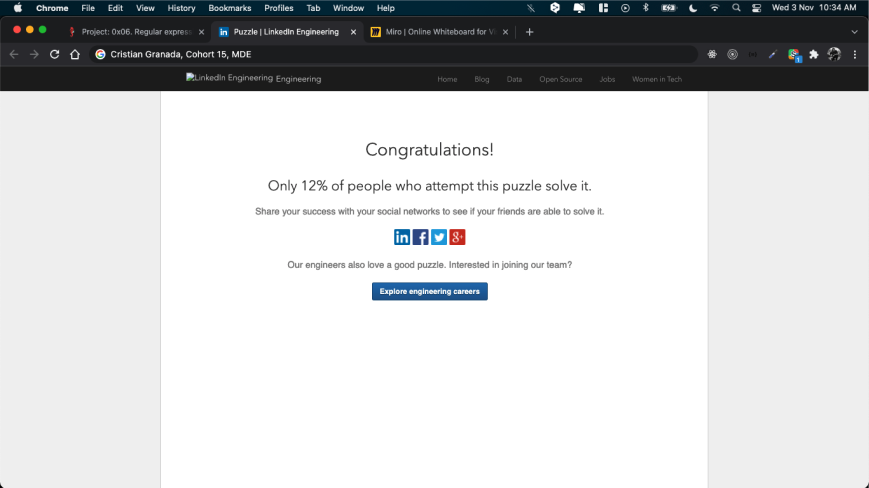 Chrome File Edit View History Bookmarks Profiles Tab Window Help Wed 3 Nov 10:34 AM
Project: 0x06. Regular express Puzzle | LinkedIn Engineering Miro | Online Whiteboard for V
Cristian Granada, Cohort 15, MDE
LinkedIn Engineering Engineering Home Blog Data Open Source Jobs Women in Tech
Congratulations!
Only 12% of people who attempt this puzzle solve it.
Share your success with your social networks to see if your friends are able to solve it.
in f g+
Our engineers also love a good puzzle. Interested in joining our team?
Explore engineering careers